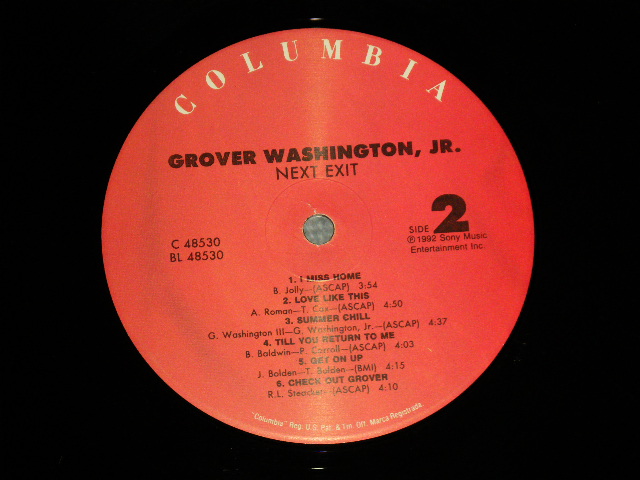 COLUMBIA
GROVER WASHINGTON, JR.
NEXT EXIT
C 48530
BL 48530
SIDE 2
℗1992 Sony Music
Entertainment Inc.
1. I MISS HOME
B. Jolly—(ASCAP) 3:54
2. LOVE LIKE THIS
A. Roman—T. Cox—(ASCAP) 4:50
3. SUMMER CHILL
G. Washington III—G. Washington, Jr.—(ASCAP) 4:37
4. TILL YOU RETURN TO ME
B. Baldwin—P. Carroll—(ASCAP) 4:03
5. GET ON UP
J. Bolden—T. Bolden—(BMI) 4:15
6. CHECK OUT GROVER
R.L. Steacker—(ASCAP) 4:10
"Columbia" Reg. U.S. Pat. & Tm. Off. Marca Registrada.